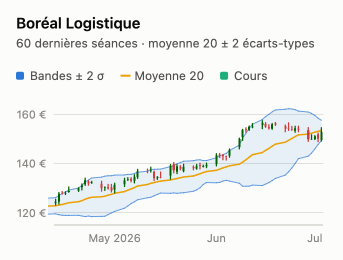 Boréal Logistique
60 dernières séances · moyenne 20 ± 2 écarts-types
Bandes ± 2 σ Moyenne 20 Cours
160 €
140 €
120 €
May 2026 Jun Jul